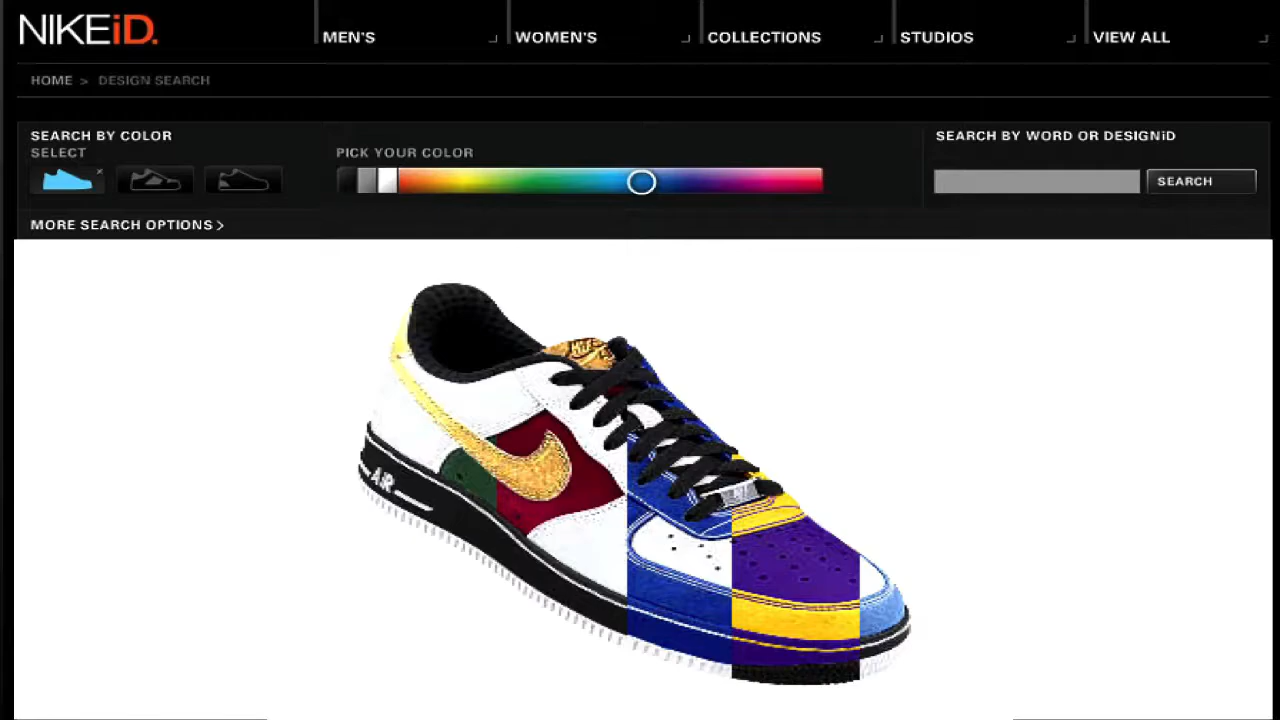 NIKEiD.
MEN'S
WOMEN'S
COLLECTIONS
STUDIOS
VIEW ALL
HOME > DESIGN SEARCH
SEARCH BY COLOR
SELECT
PICK YOUR COLOR
SEARCH BY WORD OR DESIGNiD
SEARCH
MORE SEARCH OPTIONS >
AIR